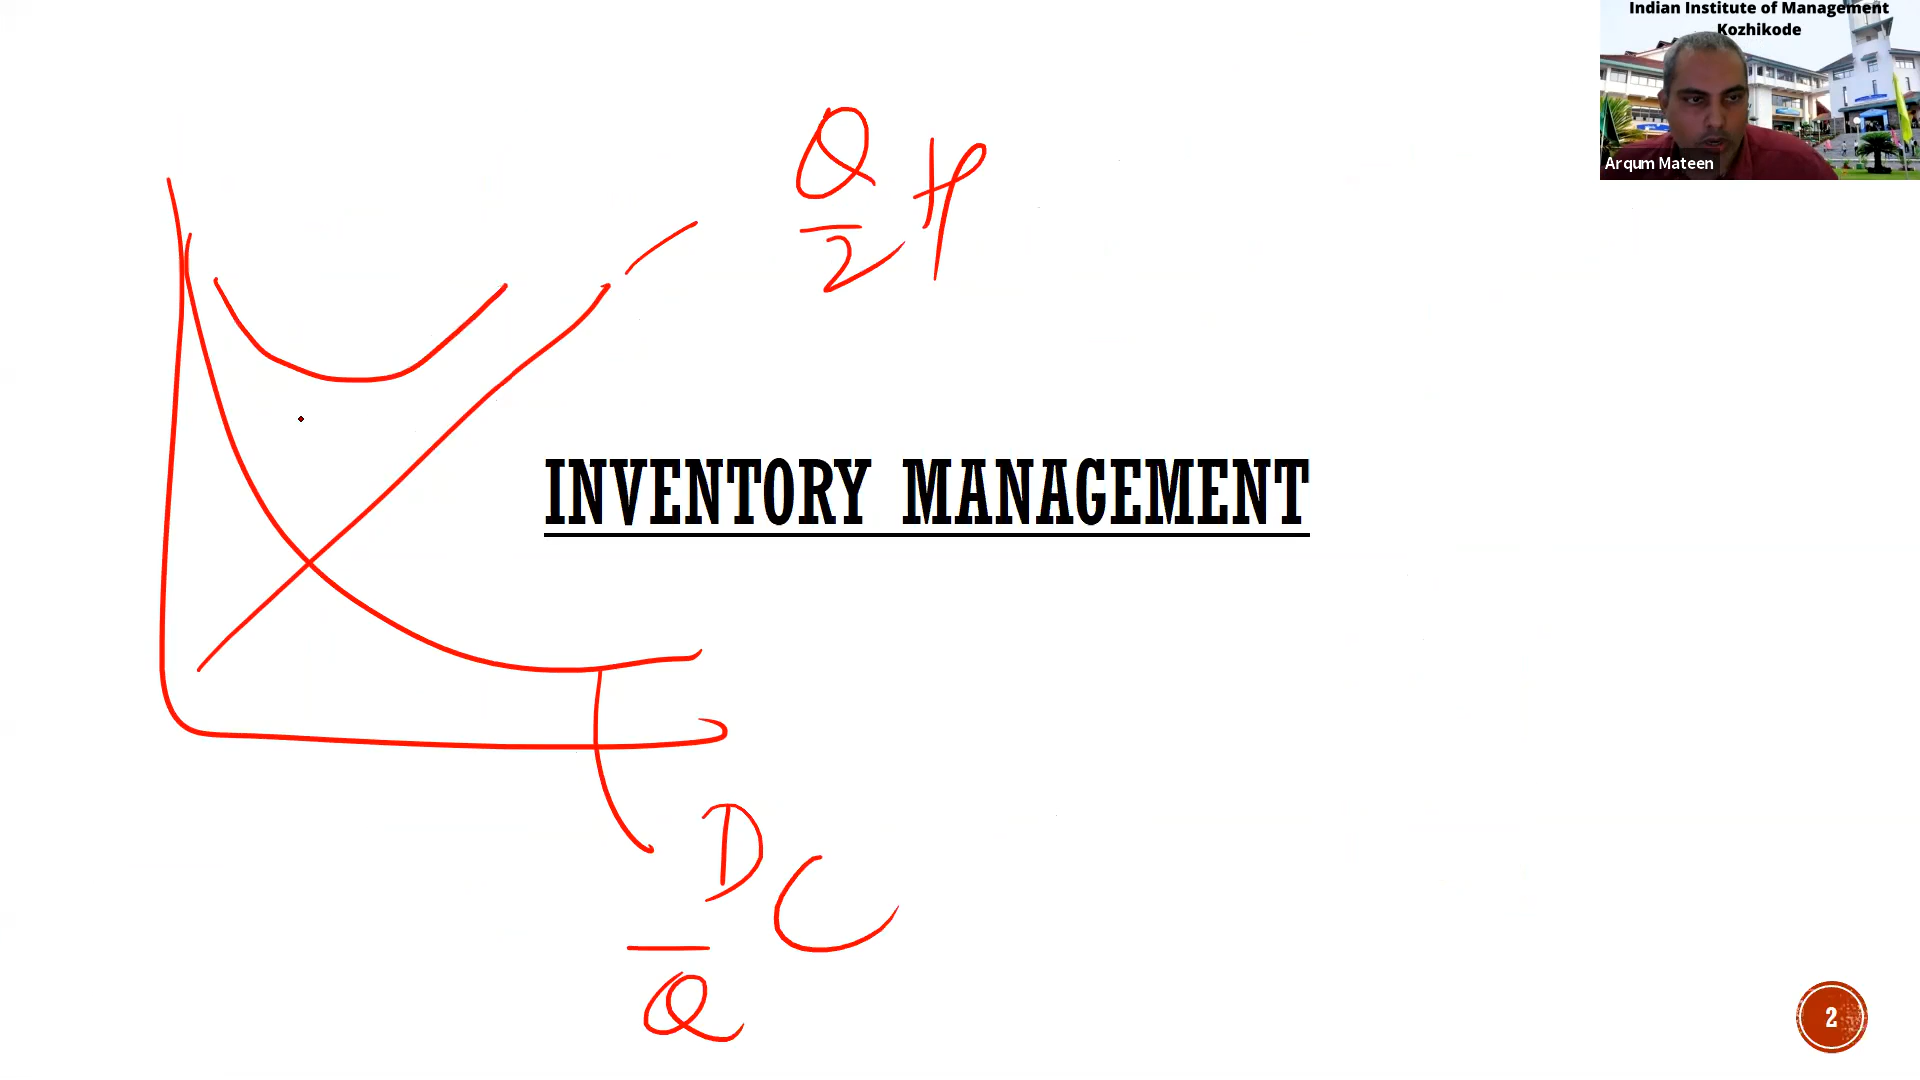 Indian Institute of Management
Kozhikode
Arqum Mateen
Q
2
H
INVENTORY MANAGEMENT
D
C
Q
2